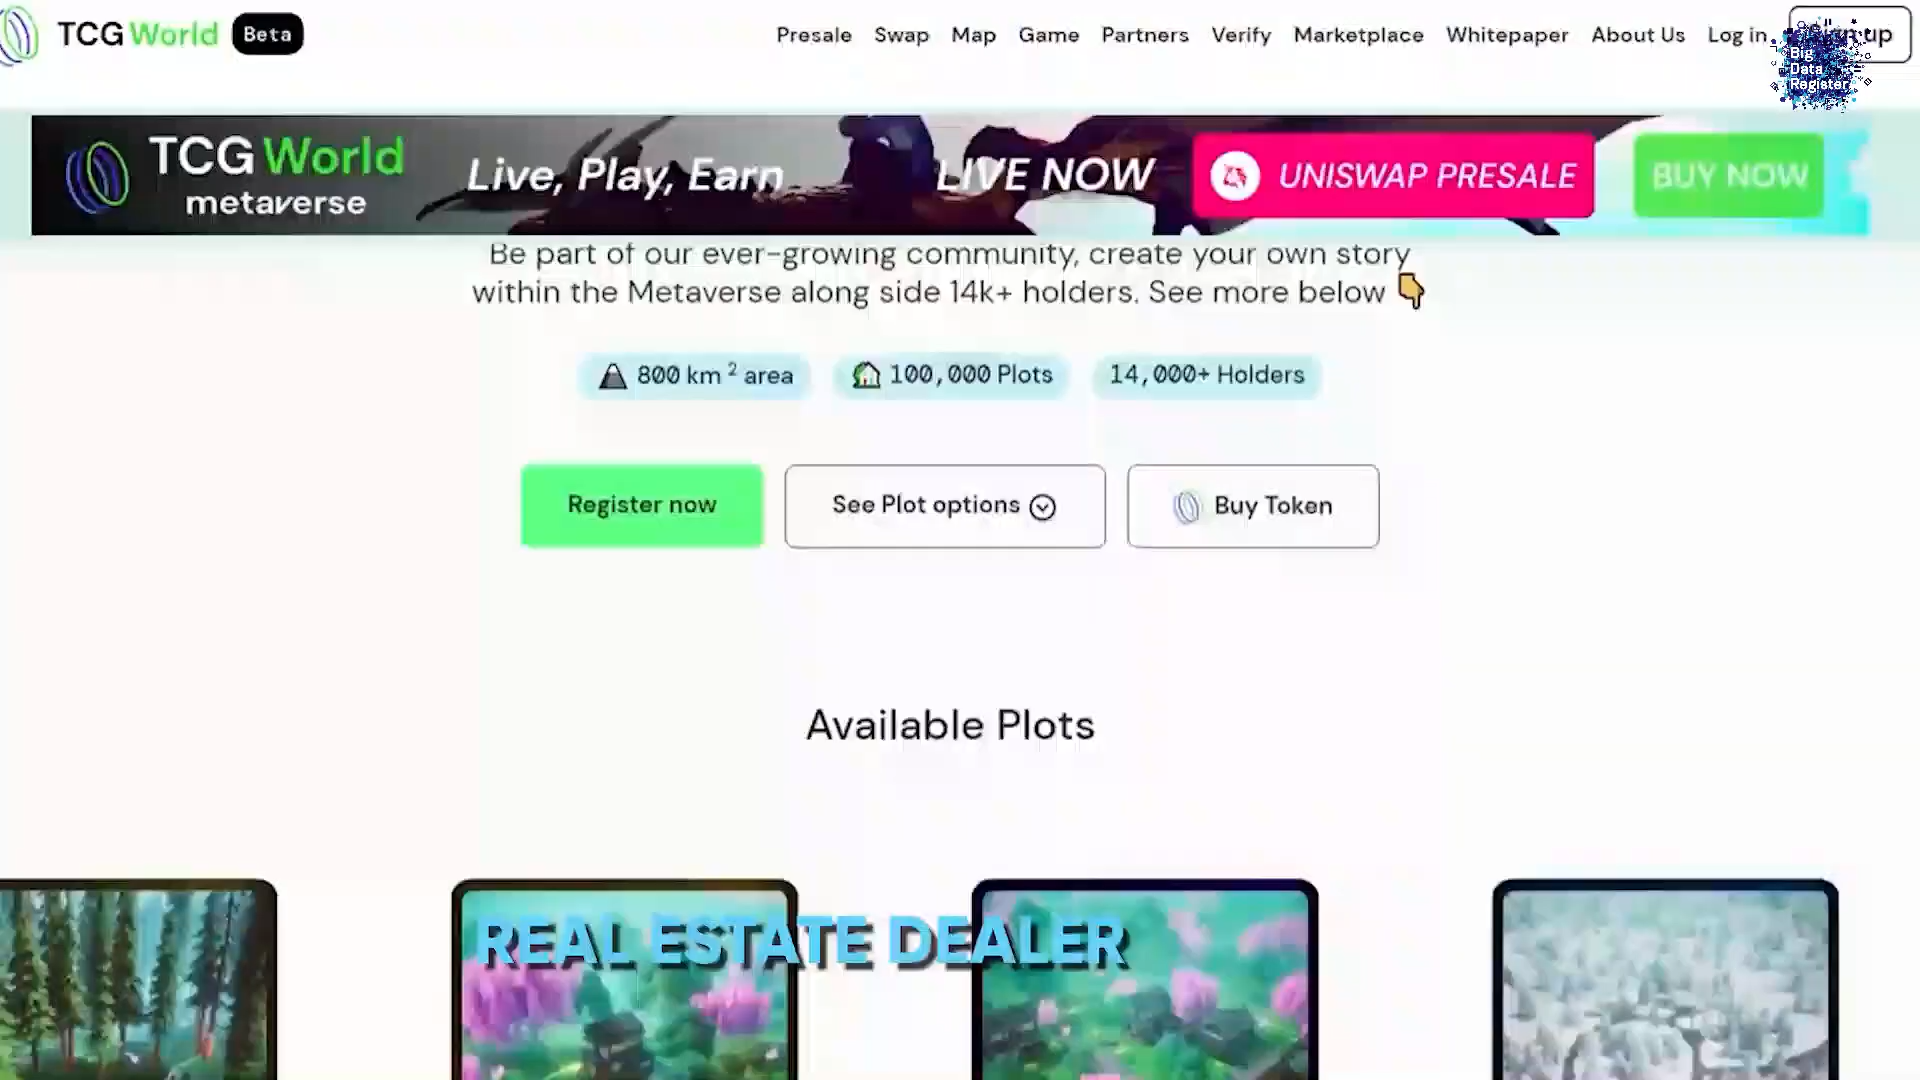 TCG World Beta
Presale Swap Map Game Partners Verify Marketplace Whitepaper About Us Log in up
Big
Data
Register
TCG World
metaverse
Live, Play, Earn
LIVE NOW
UNISWAP PRESALE
BUY NOW
Be part of our ever-growing community, create your own story
within the Metaverse along side 14k+ holders. See more below 👇
800 km 2 area
100,000 Plots
14,000+ Holders
Register now
See Plot options
Buy Token
Available Plots
REAL ESTATE DEALER